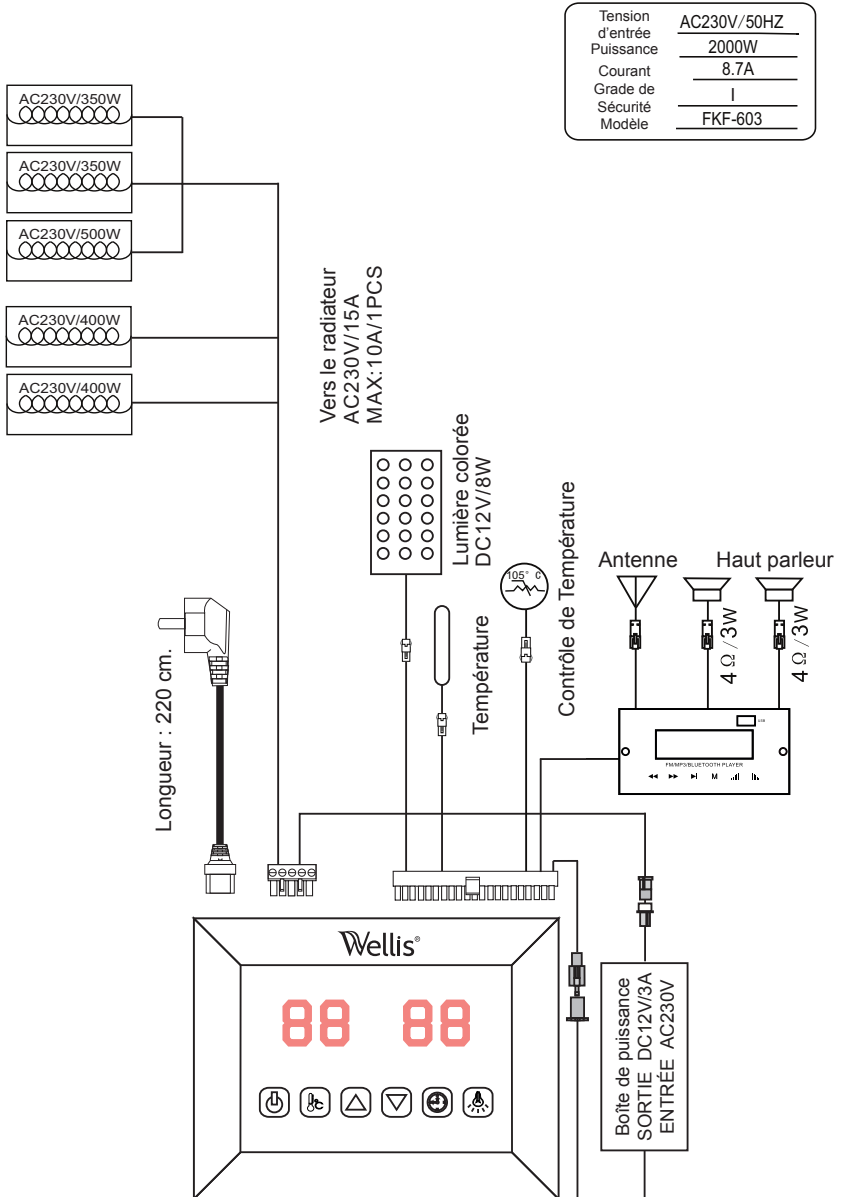 Tension
d'entrée
AC230V/50HZ
Puissance
2000W
Courant
8.7A
Grade de
Sécurité
I
Modèle
FKF-603
AC230V/350W
AC230V/350W
AC230V/500W
AC230V/400W
AC230V/400W
Vers le radiateur
AC230V/15A
MAX:10A/1PCS
Lumière colorée
DC12V/8W
Température
105° C
Contrôle de Température
Antenne
Haut parleur
4 Ω / 3W
4 Ω / 3W
USB
FM/MP3/BLUETOOTH PLAYER
M
Longueur : 220 cm.
Wellis®
88 88
°C
Boîte de puissance
SORTIE DC12V/3A
ENTRÉE AC230V